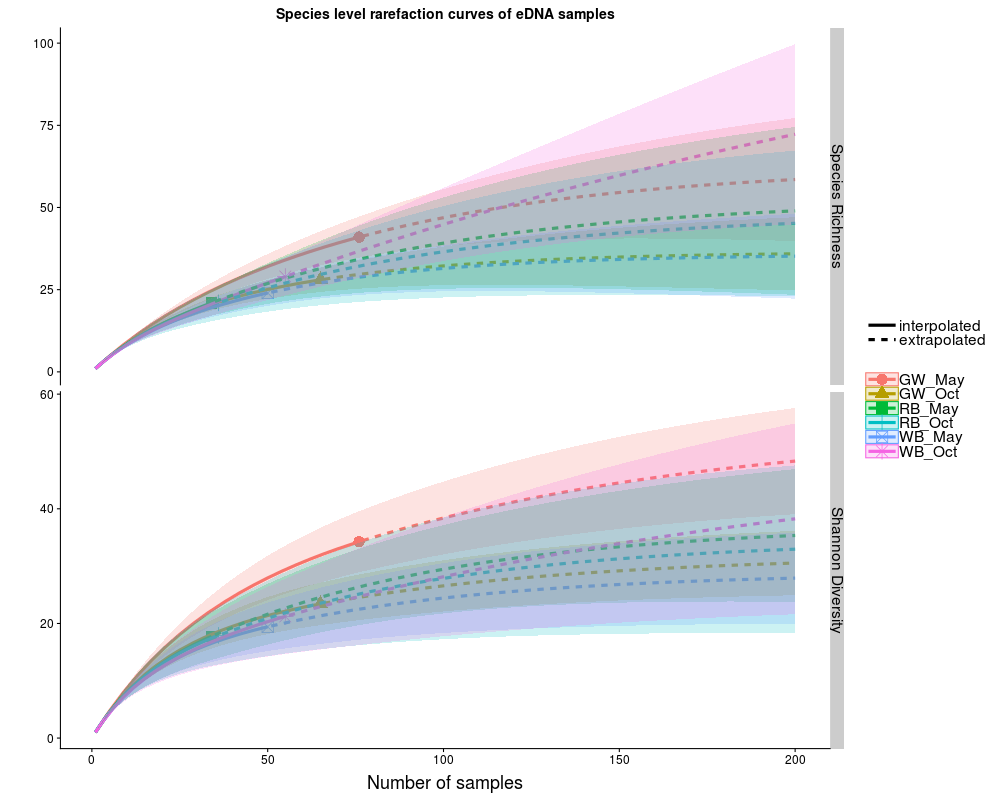 Species level rarefaction curves of eDNA samples
100
75
50
25
0
Species Richness
60
40
20
0
Shannon Diversity
0
50
100
150
200
Number of samples
interpolated
extrapolated
GW_May
GW_Oct
RB_May
RB_Oct
WB_May
WB_Oct